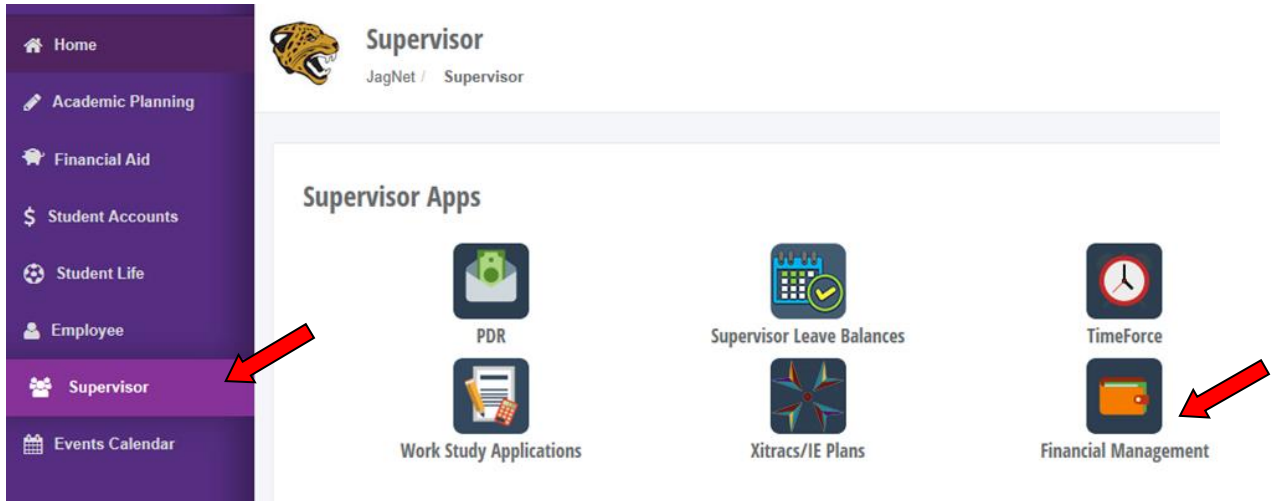 Home
Academic Planning
Financial Aid
Student Accounts
Student Life
Employee
Supervisor
Events Calendar
Supervisor
JagNet / Supervisor
Supervisor Apps
PDR
Supervisor Leave Balances
TimeForce
Work Study Applications
Xitracs/IE Plans
Financial Management